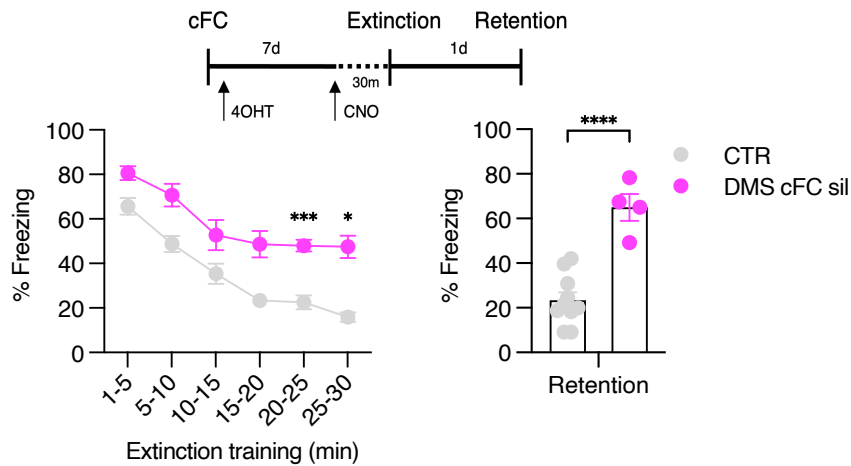 cFC Extinction Retention
7d 1d
30m
4OHT CNO
100
80
60
40
20
0
% Freezing
*** *
1-5 5-10 10-15 15-20 20-25 25-30
Extinction training (min)
100
80
60
40
20
0
% Freezing
****
Retention
CTR
DMS cFC sil